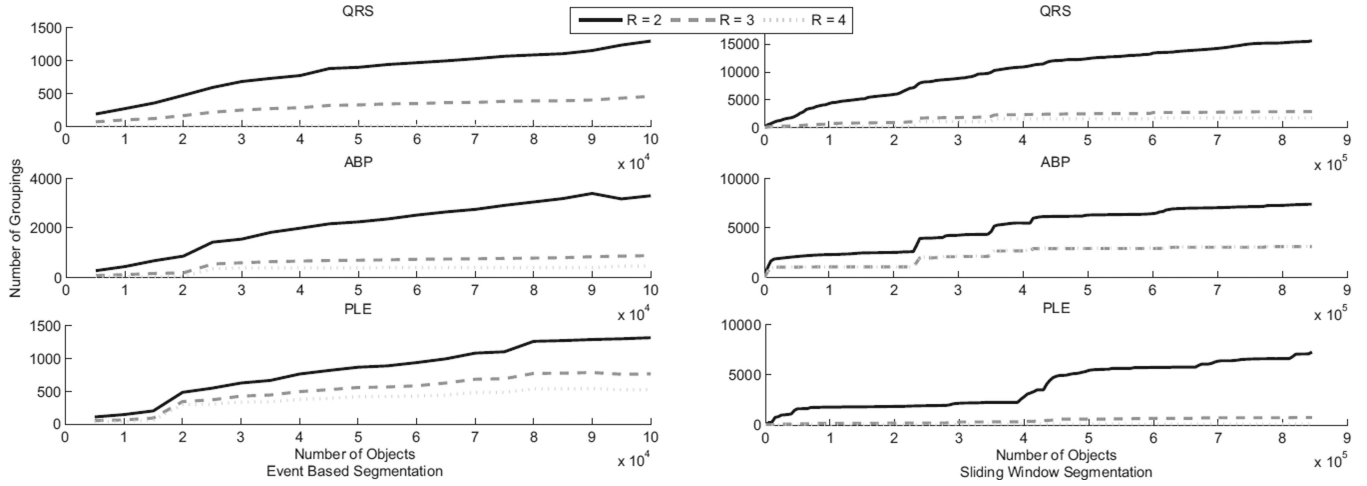 QRS
R = 2 R = 3 R = 4
QRS
1500
1000
500
0
0 1 2 3 4 5 6 7 8 9 10
x 10^4
15000
10000
5000
0
0 1 2 3 4 5 6 7 8 9
x 10^5
Number of Groupings
ABP
4000
2000
0
0 1 2 3 4 5 6 7 8 9 10
x 10^4
ABP
10000
5000
0
0 1 2 3 4 5 6 7 8 9
x 10^5
PLE
1500
1000
500
0
0 1 2 3 4 5 6 7 8 9 10
Number of Objects
x 10^4
Event Based Segmentation
PLE
10000
5000
0
0 1 2 3 4 5 6 7 8 9
Number of Objects
x 10^5
Sliding Window Segmentation